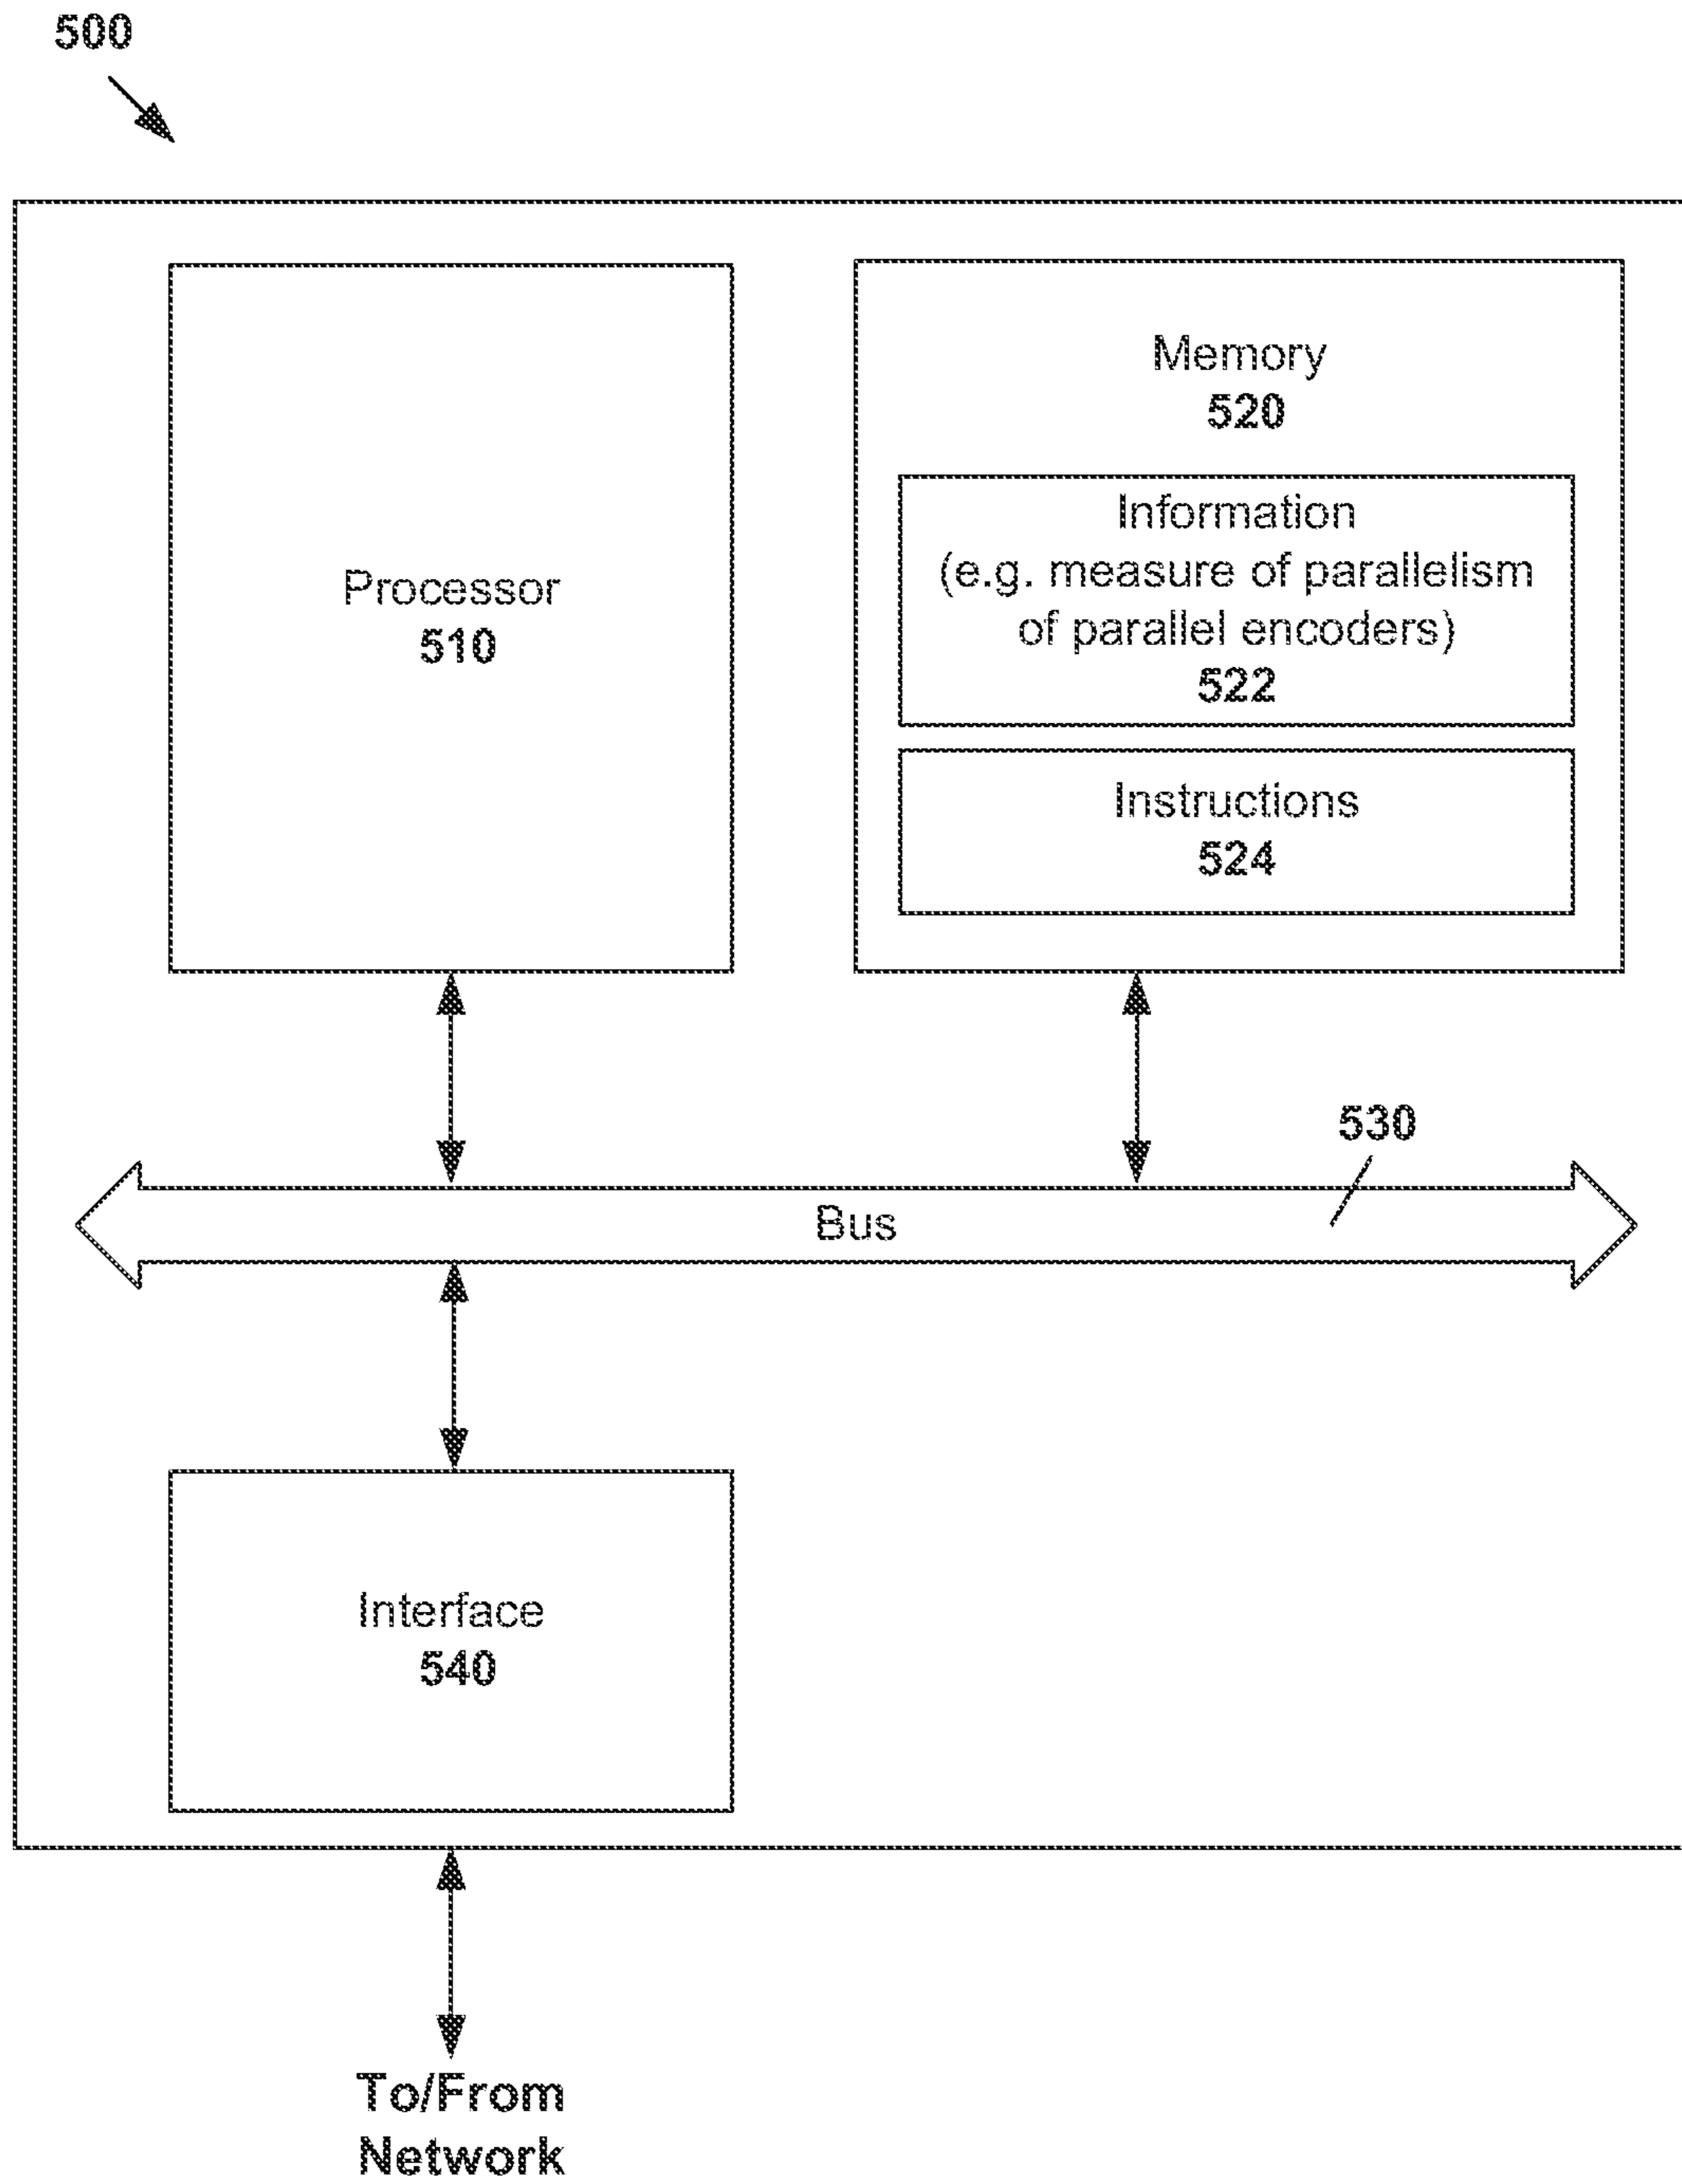 500
Processor
510
Memory
520
Information
(e.g. measure of parallelism
of parallel encoders)
522
Instructions
524
530
Bus
Interface
540
To/From
Network